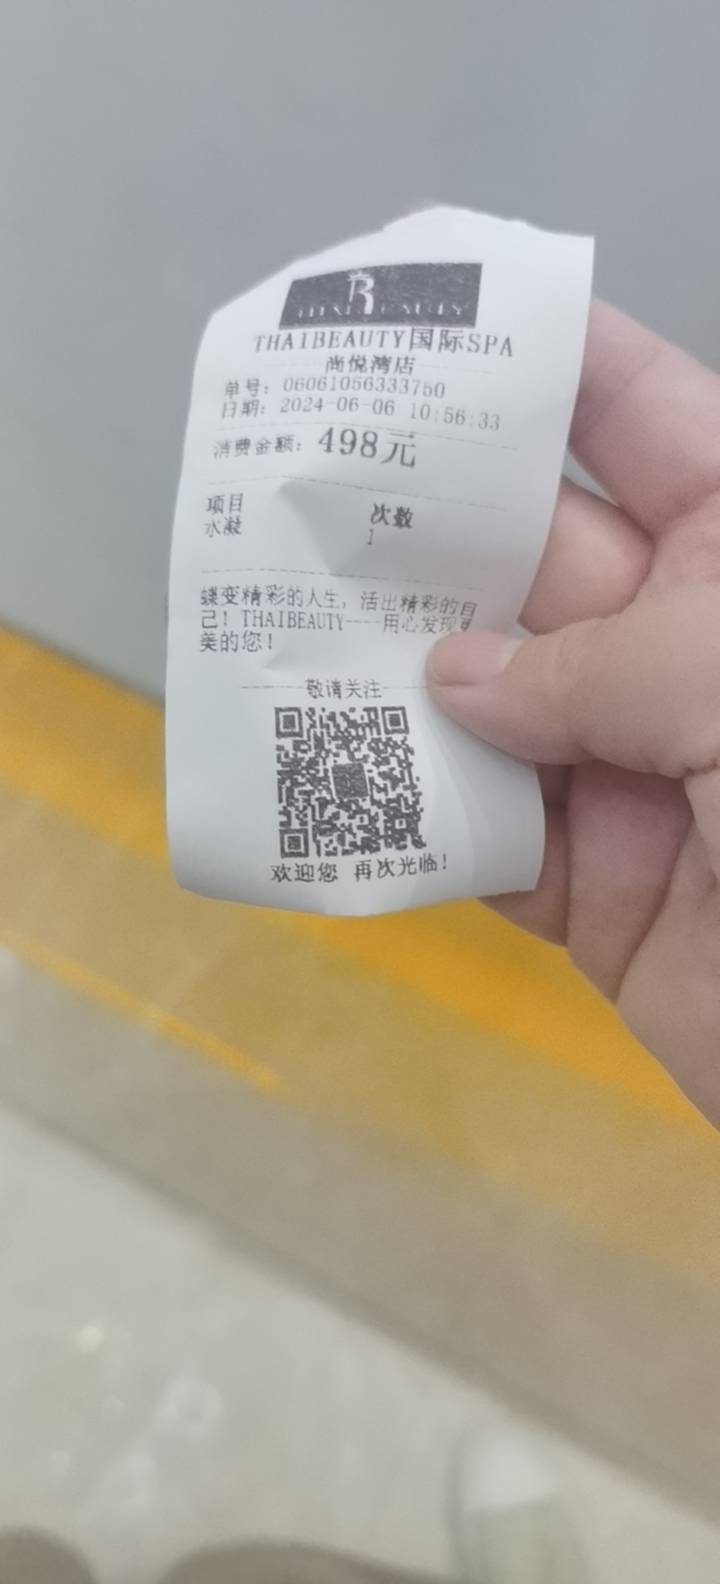 R
THAIBEAUTY
THAIBEAUTY国际SPA
尚悦湾店
单号: 06061056333750
日期: 2024-06-06 10:56:33
消费金额: 498元
项目 次数
水凝 1
蝶变精彩的人生, 活出精彩的自
己! THAIBEAUTY——用心发现更
美的您!
敬请关注
欢迎您 再次光临!